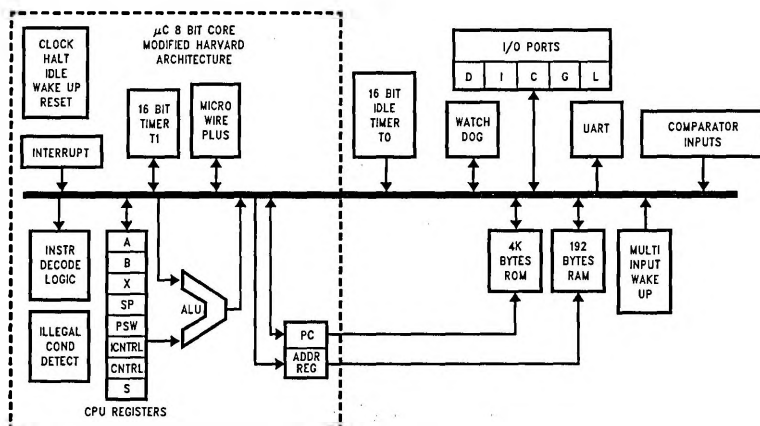 μC 8 BIT CORE
MODIFIED HARVARD
ARCHITECTURE
CLOCK
HALT
IDLE
WAKE UP
RESET
INTERRUPT
16 BIT
TIMER
T1
MICRO
WIRE
PLUS
16 BIT
IDLE
TIMER
T0
WATCH
DOG
I/O PORTS
D I C G L
UART
COMPARATOR
INPUTS
INSTR
DECODE
LOGIC
ILLEGAL
COND
DETECT
A
B
X
SP
PSW
ICNTRL
CNTRL
S
CPU REGISTERS
ALU
PC
ADDR
REG
4K
BYTES
ROM
192
BYTES
RAM
MULTI
INPUT
WAKE
UP